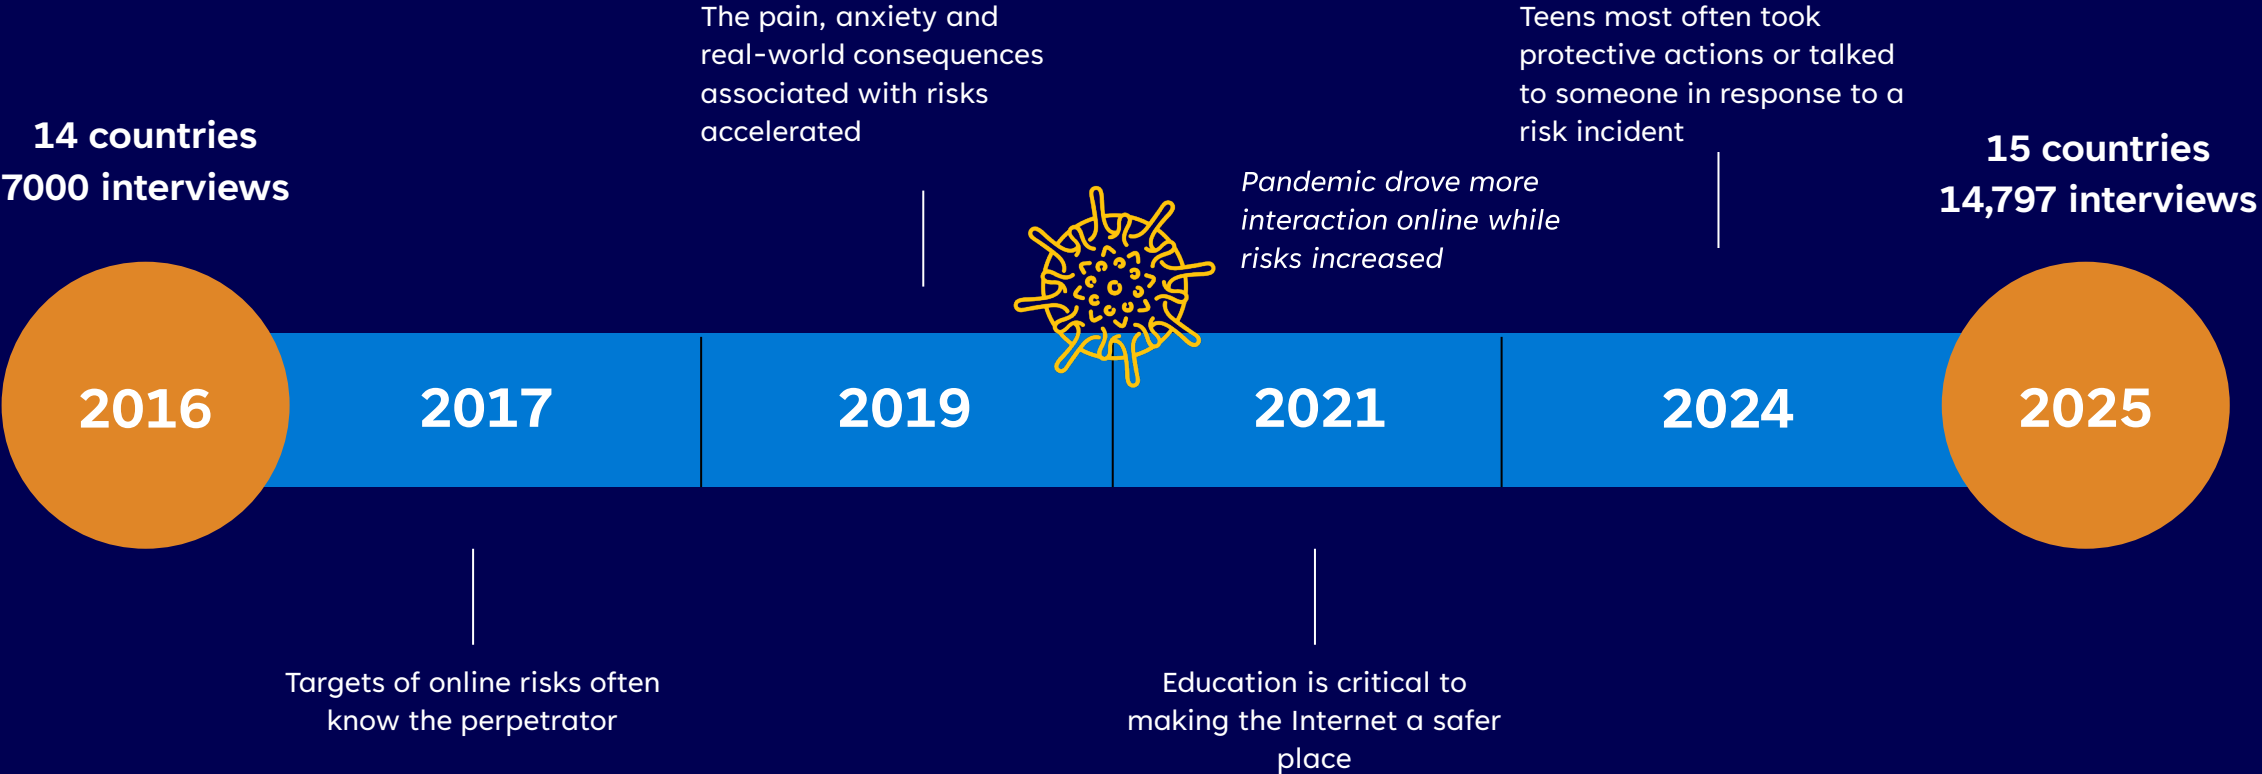 14 countries
7000 interviews
The pain, anxiety and
real-world consequences
associated with risks
accelerated
Pandemic drove more
interaction online while
risks increased
Teens most often took
protective actions or talked
to someone in response to a
risk incident
15 countries
14,797 interviews
2016
2017
2019
2021
2024
2025
Targets of online risks often
know the perpetrator
Education is critical to
making the Internet a safer
place